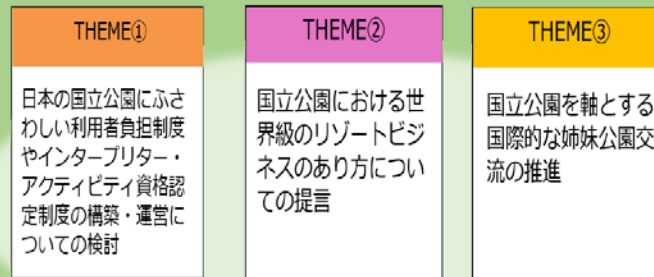 THEME①
日本の国立公園にふさ
わしい利用者負担制度
やインタープリター・
アクティビティ資格認
定制度の構築・運営に
ついての検討
THEME②
国立公園における世
界級のリゾートビジ
ネスのあり方につい
ての提言
THEME③
国立公園を軸とする
国際的な姉妹公園交
流の推進